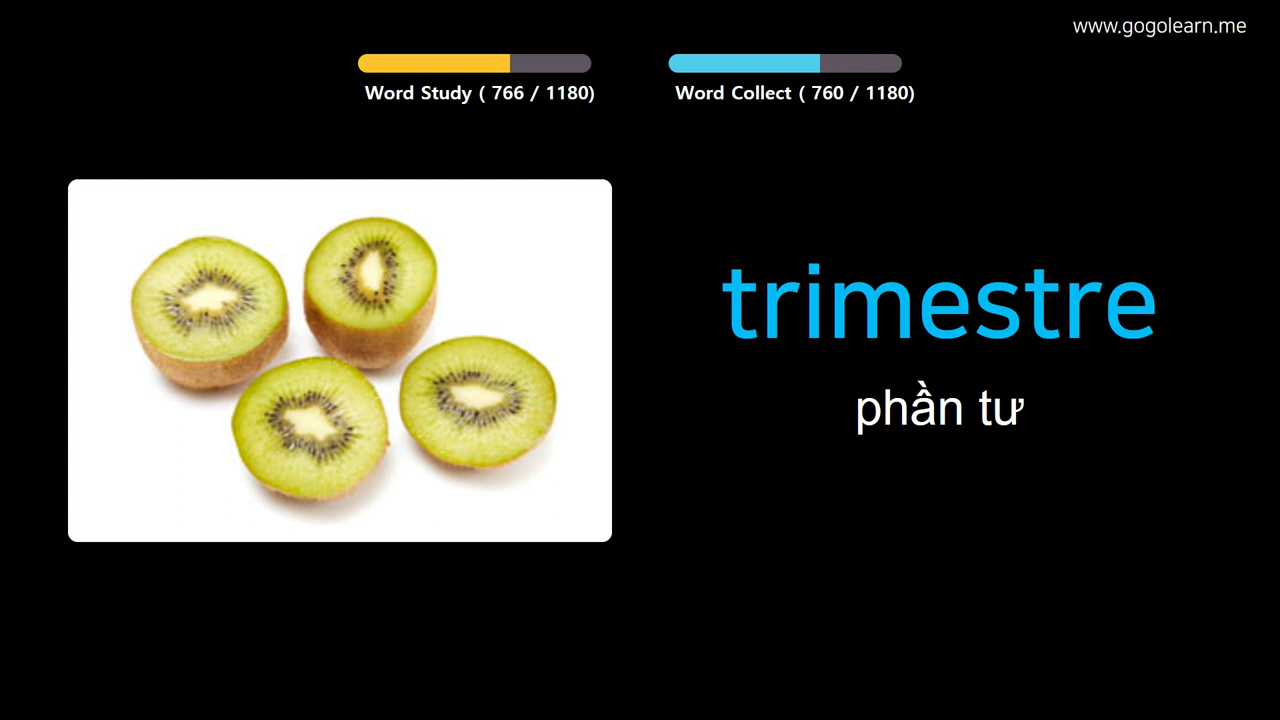 www.gogolearn.me
Word Study ( 766 / 1180)
Word Collect ( 760 / 1180)
trimestre
phần tư